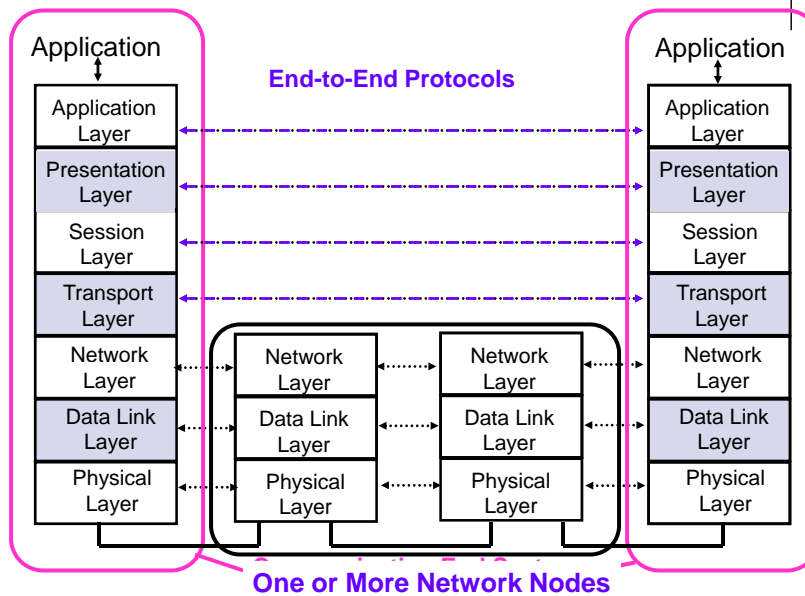 Application
Application
End-to-End Protocols
Application
Layer
Presentation
Layer
Session
Layer
Transport
Layer
Network
Layer
Data Link
Layer
Physical
Layer
Network
Layer
Data Link
Layer
Physical
Layer
Network
Layer
Data Link
Layer
Physical
Layer
Application
Layer
Presentation
Layer
Session
Layer
Transport
Layer
Network
Layer
Data Link
Layer
Physical
Layer
One or More Network Nodes